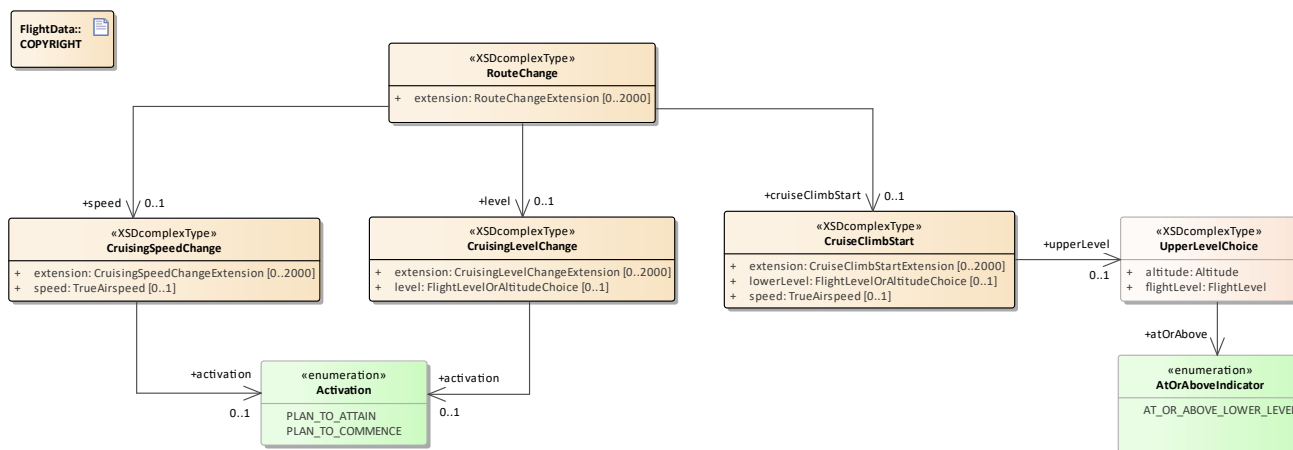 FlightData::
COPYRIGHT
«XSDcomplexType»
RouteChange
+ extension: RouteChangeExtension [0..2000]
+speed
0..1
+level
0..1
+cruiseClimbStart
0..1
«XSDcomplexType»
CruisingSpeedChange
+ extension: CruisingSpeedChangeExtension [0..2000]
+ speed: TrueAirspeed [0..1]
«XSDcomplexType»
CruisingLevelChange
+ extension: CruisingLevelChangeExtension [0..2000]
+ level: FlightLevelOrAltitudeChoice [0..1]
«XSDcomplexType»
CruiseClimbStart
+ extension: CruiseClimbStartExtension [0..2000]
+ lowerLevel: FlightLevelOrAltitudeChoice [0..1]
+ speed: TrueAirspeed [0..1]
+upperLevel
0..1
«XSDcomplexType»
UpperLevelChoice
+ altitude: Altitude
+ flightLevel: FlightLevel
+activation
0..1
«enumeration»
Activation
PLAN_TO_ATTAIN
PLAN_TO_COMMENCE
+activation
0..1
+atOrAbove
«enumeration»
AtOrAboveIndicator
AT_OR_ABOVE_LOWER_LEVE